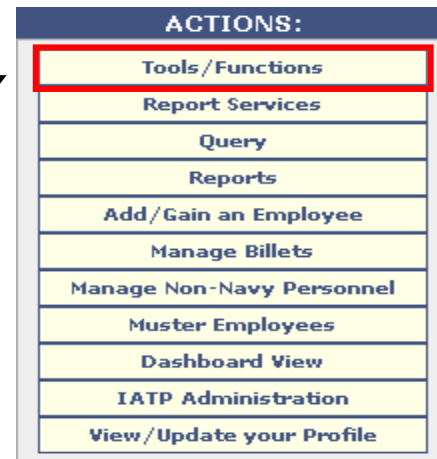 ACTIONS:
Tools/Functions
Report Services
Query
Reports
Add/Gain an Employee
Manage Billets
Manage Non-Navy Personnel
Muster Employees
Dashboard View
IATP Administration
View/Update your Profile